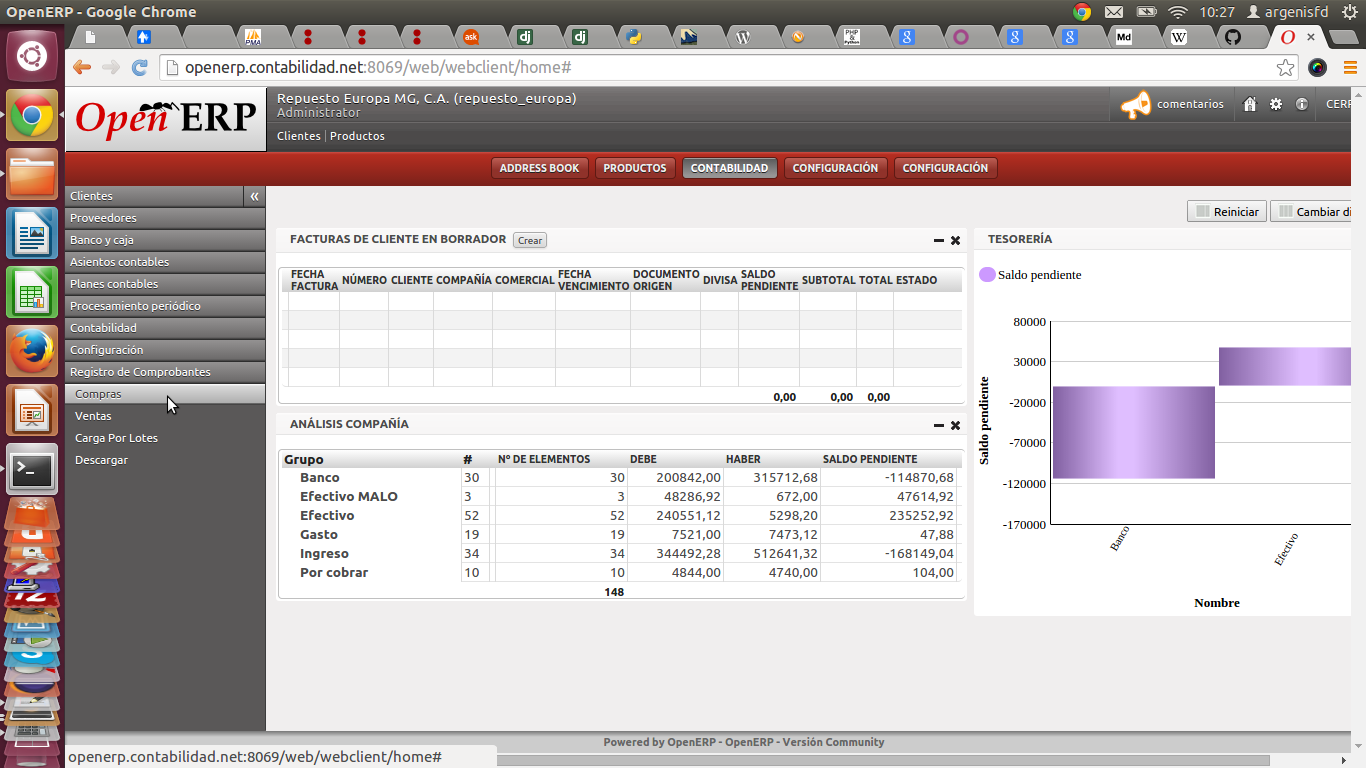 OpenERP - Google Chrome
10:27
argenisfd
openerp.contabilidad.net:8069/web/webclient/home#
Open ERP
Repuesto Europa MG, C.A. (repuesto_europa)
Administrator
Clientes | Productos
comentarios
CERR
ADDRESS BOOK
PRODUCTOS
CONTABILIDAD
CONFIGURACIÓN
CONFIGURACIÓN
Clientes
«
Proveedores
Banco y caja
Asientos contables
Planes contables
Procesamiento periódico
Contabilidad
Configuración
Registro de Comprobantes
Compras
Ventas
Carga Por Lotes
Descargar
Reiniciar
Cambiar di
FACTURAS DE CLIENTE EN BORRADOR
Crear
FECHA FACTURA NÚMERO CLIENTE COMPAÑÍA COMERCIAL FECHA VENCIMIENTO DOCUMENTO ORIGEN DIVISA SALDO PENDIENTE SUBTOTAL TOTAL ESTADO
0,00 0,00 0,00
ANÁLISIS COMPAÑÍA
Grupo # Nº DE ELEMENTOS DEBE HABER SALDO PENDIENTE
Banco 30 30 200842,00 315712,68 -114870,68
Efectivo MALO 3 3 48286,92 672,00 47614,92
Efectivo 52 52 240551,12 5298,20 235252,92
Gasto 19 19 7521,00 7473,12 47,88
Ingreso 34 34 344492,28 512641,32 -168149,04
Por cobrar 10 10 4844,00 4740,00 104,00
148
TESORERÍA
Saldo pendiente
80000
30000
-20000
-70000
-120000
-170000
Saldo pendiente
Banco
Efectivo
Nombre
Powered by OpenERP - OpenERP - Versión Community
openerp.contabilidad.net:8069/web/webclient/home#